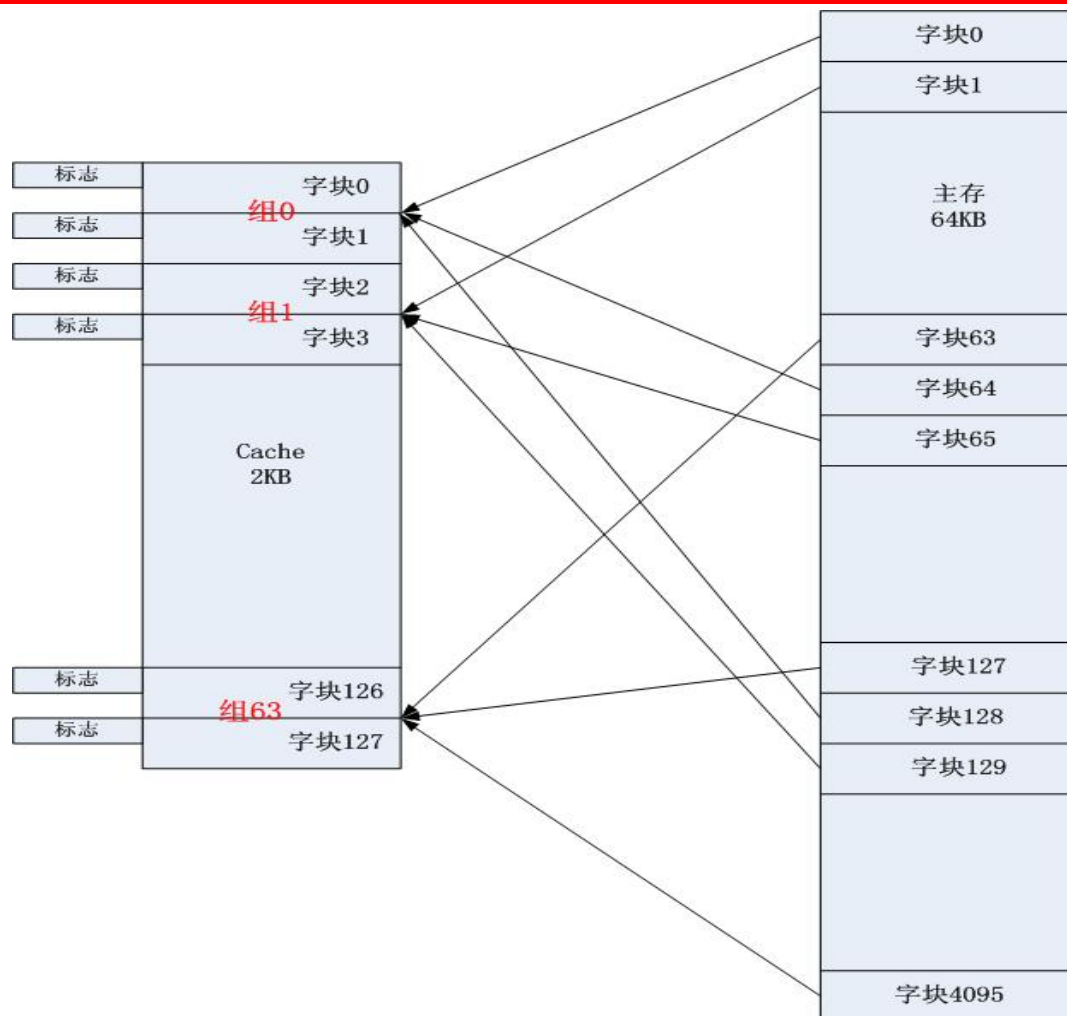 标志
字块0
组0
标志
字块1
标志
字块2
组1
标志
字块3
Cache
2KB
标志
字块126
组63
标志
字块127
字块0
字块1
主存
64KB
字块63
字块64
字块65
字块127
字块128
字块129
字块4095